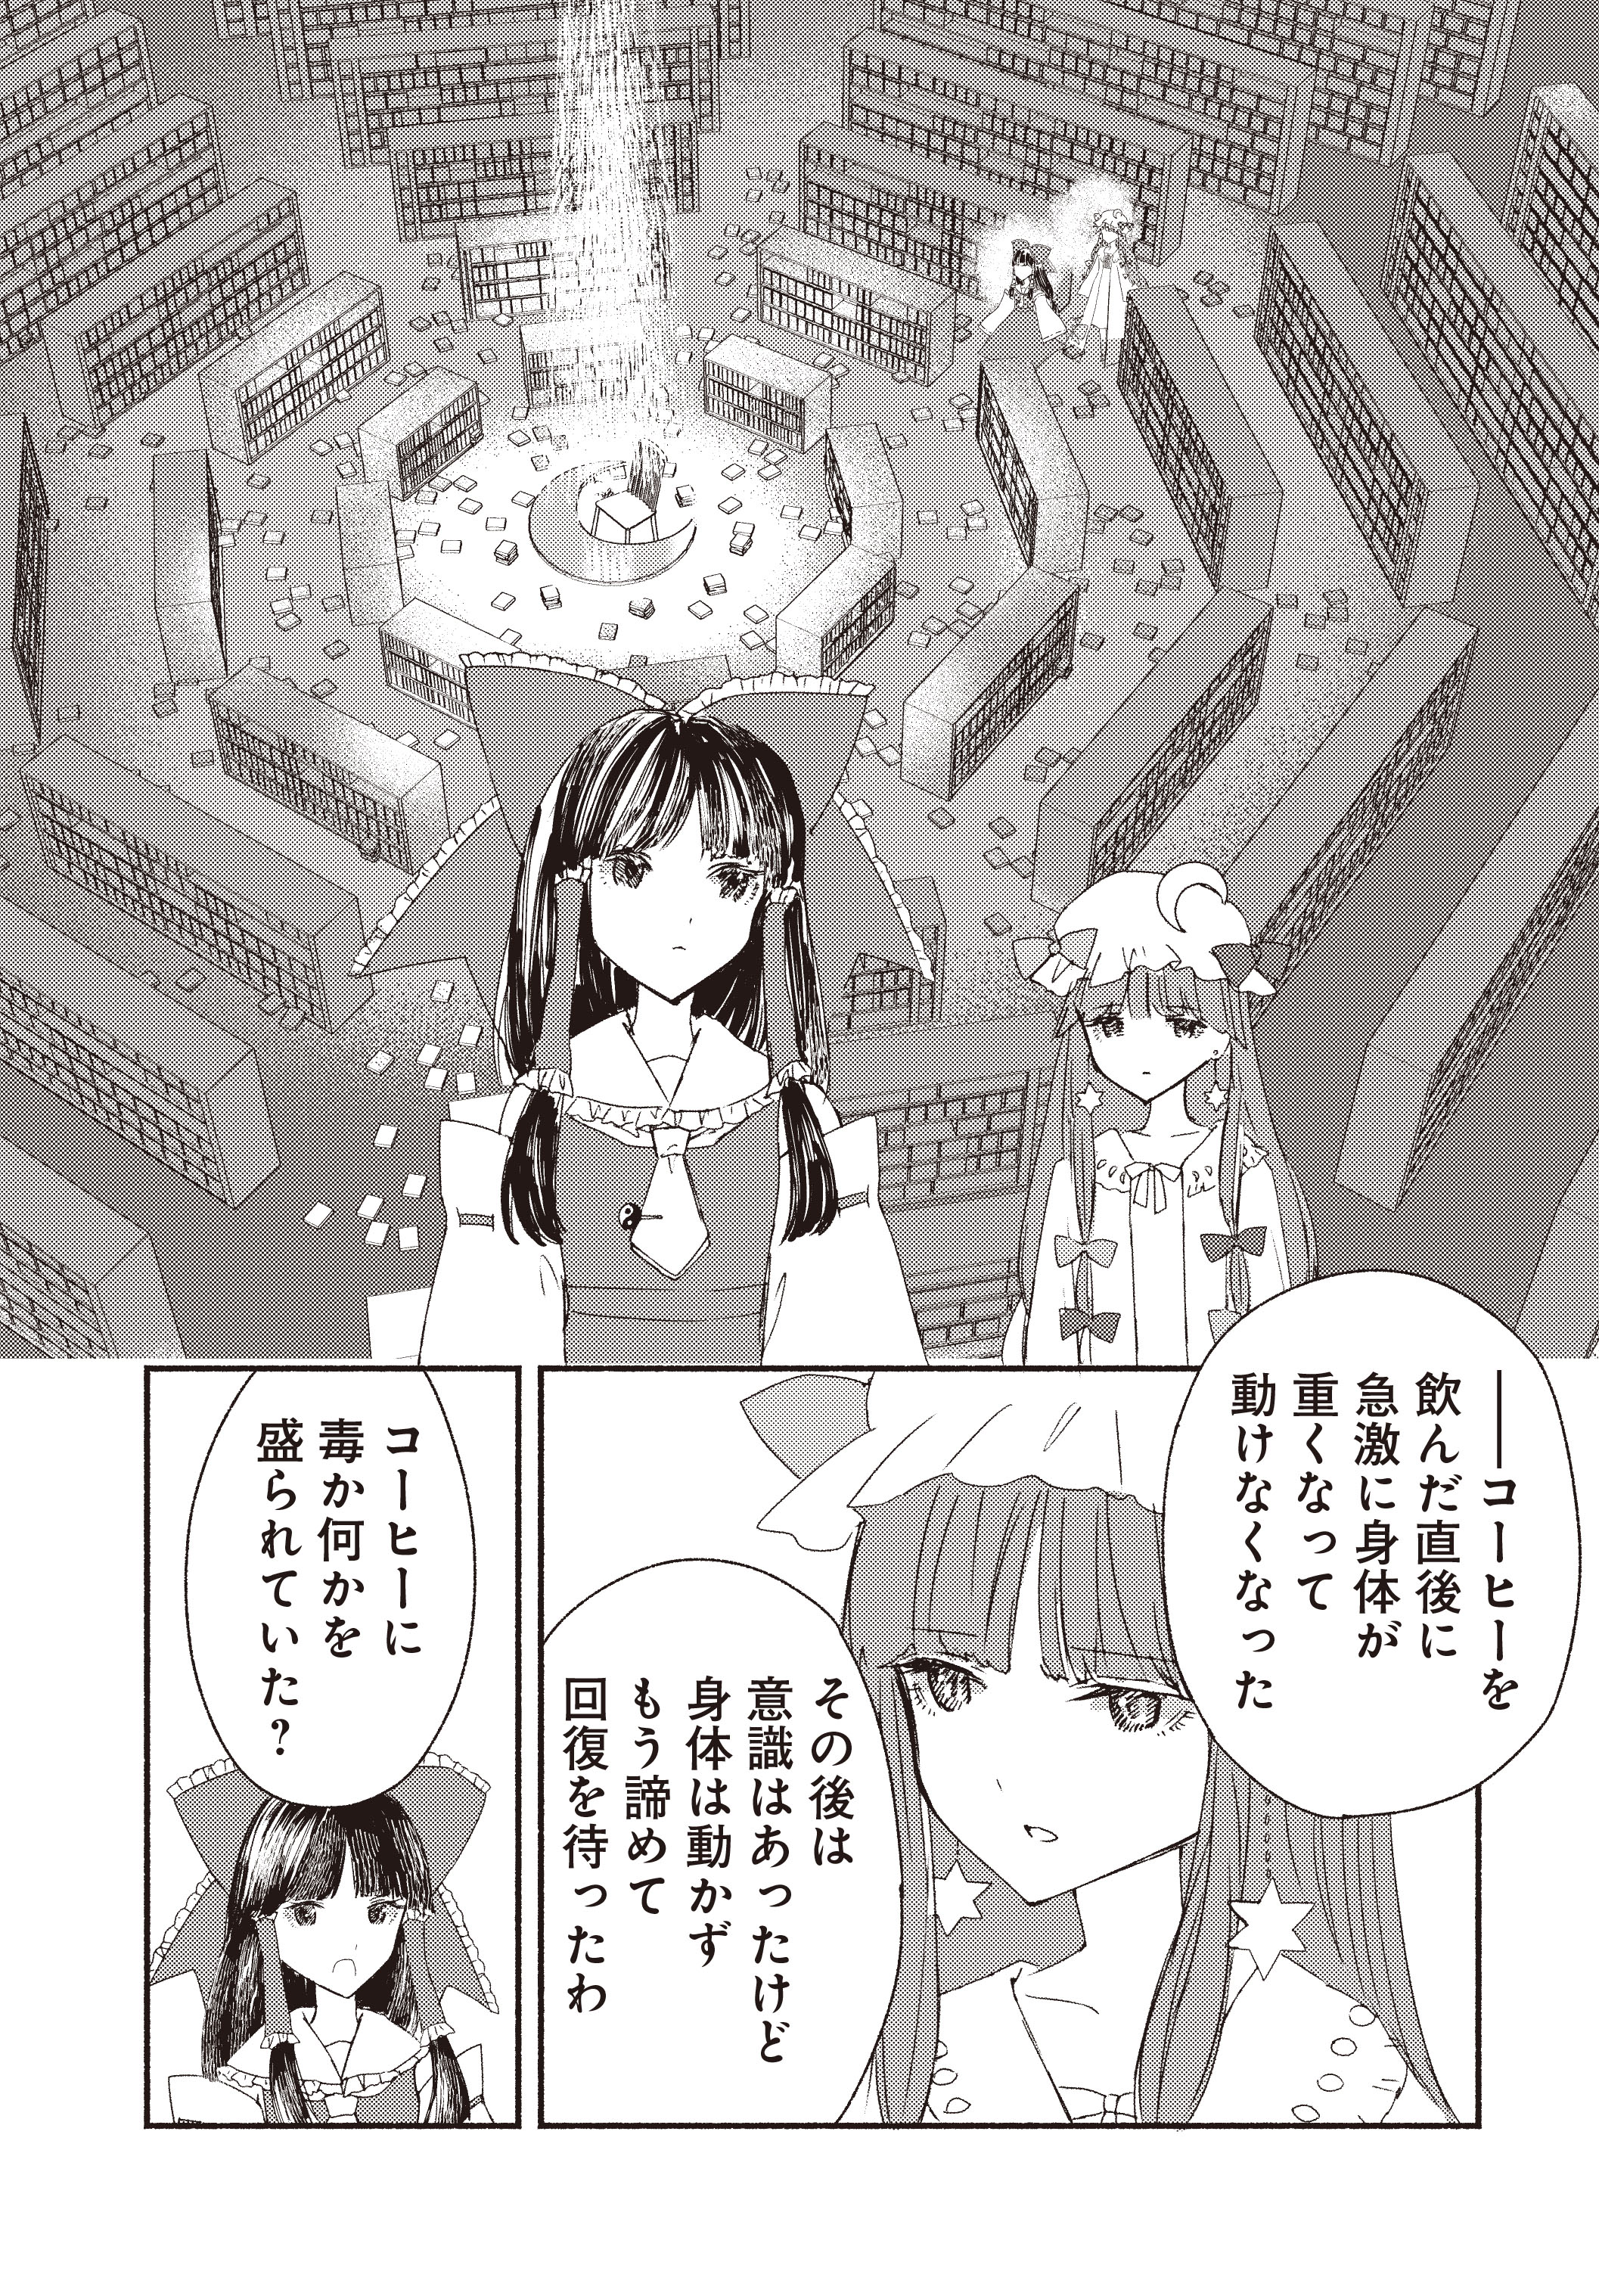 ――コーヒーを
飲んだ直後に
急激に身体が
重くなって
動けなくなった
その後は
意識はあったけど
身体は動かず
もう諦めて
回復を待ったわ
コーヒーに
毒か何かを
盛られていた?